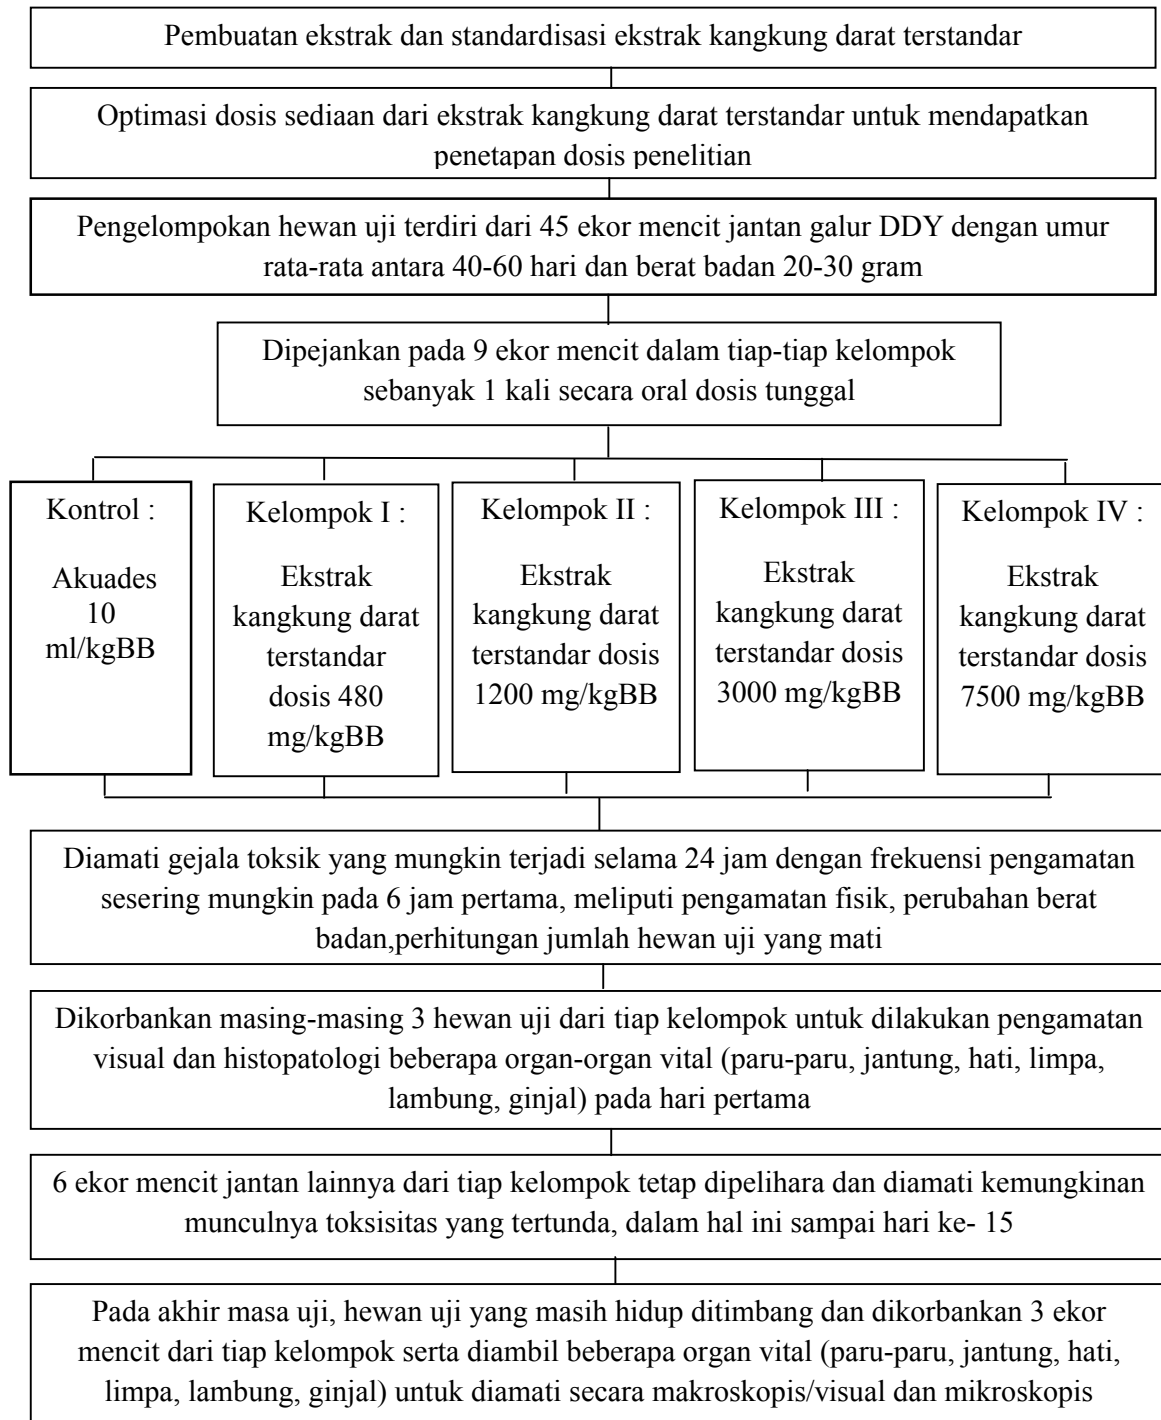 Pembuatan ekstrak dan standardisasi ekstrak kangkung darat terstandar
Optimasi dosis sediaan dari ekstrak kangkung darat terstandar untuk mendapatkan
penetapan dosis penelitian
Pengelompokan hewan uji terdiri dari 45 ekor mencit jantan galur DDY dengan umur
rata-rata antara 40-60 hari dan berat badan 20-30 gram
Dipejankan pada 9 ekor mencit dalam tiap-tiap kelompok
sebanyak 1 kali secara oral dosis tunggal
Kontrol :
Akuades
10
ml/kgBB
Kelompok I :
Ekstrak
kangkung darat
terstandar
dosis 480
mg/kgBB
Kelompok II :
Ekstrak
kangkung darat
terstandar dosis
1200 mg/kgBB
Kelompok III :
Ekstrak
kangkung darat
terstandar dosis
3000 mg/kgBB
Kelompok IV :
Ekstrak
kangkung darat
terstandar dosis
7500 mg/kgBB
Diamati gejala toksik yang mungkin terjadi selama 24 jam dengan frekuensi pengamatan
sesering mungkin pada 6 jam pertama, meliputi pengamatan fisik, perubahan berat
badan,perhitungan jumlah hewan uji yang mati
Dikorbankan masing-masing 3 hewan uji dari tiap kelompok untuk dilakukan pengamatan
visual dan histopatologi beberapa organ-organ vital (paru-paru, jantung, hati, limpa,
lambung, ginjal) pada hari pertama
6 ekor mencit jantan lainnya dari tiap kelompok tetap dipelihara dan diamati kemungkinan
munculnya toksisitas yang tertunda, dalam hal ini sampai hari ke- 15
Pada akhir masa uji, hewan uji yang masih hidup ditimbang dan dikorbankan 3 ekor
mencit dari tiap kelompok serta diambil beberapa organ vital (paru-paru, jantung, hati,
limpa, lambung, ginjal) untuk diamati secara makroskopis/visual dan mikroskopis